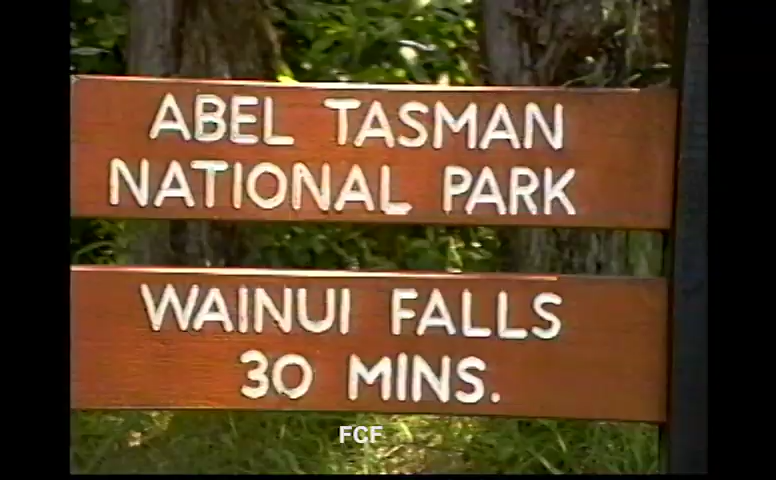 ABEL TASMAN
NATIONAL PARK
WAINUI FALLS
30 MINS.
FCF